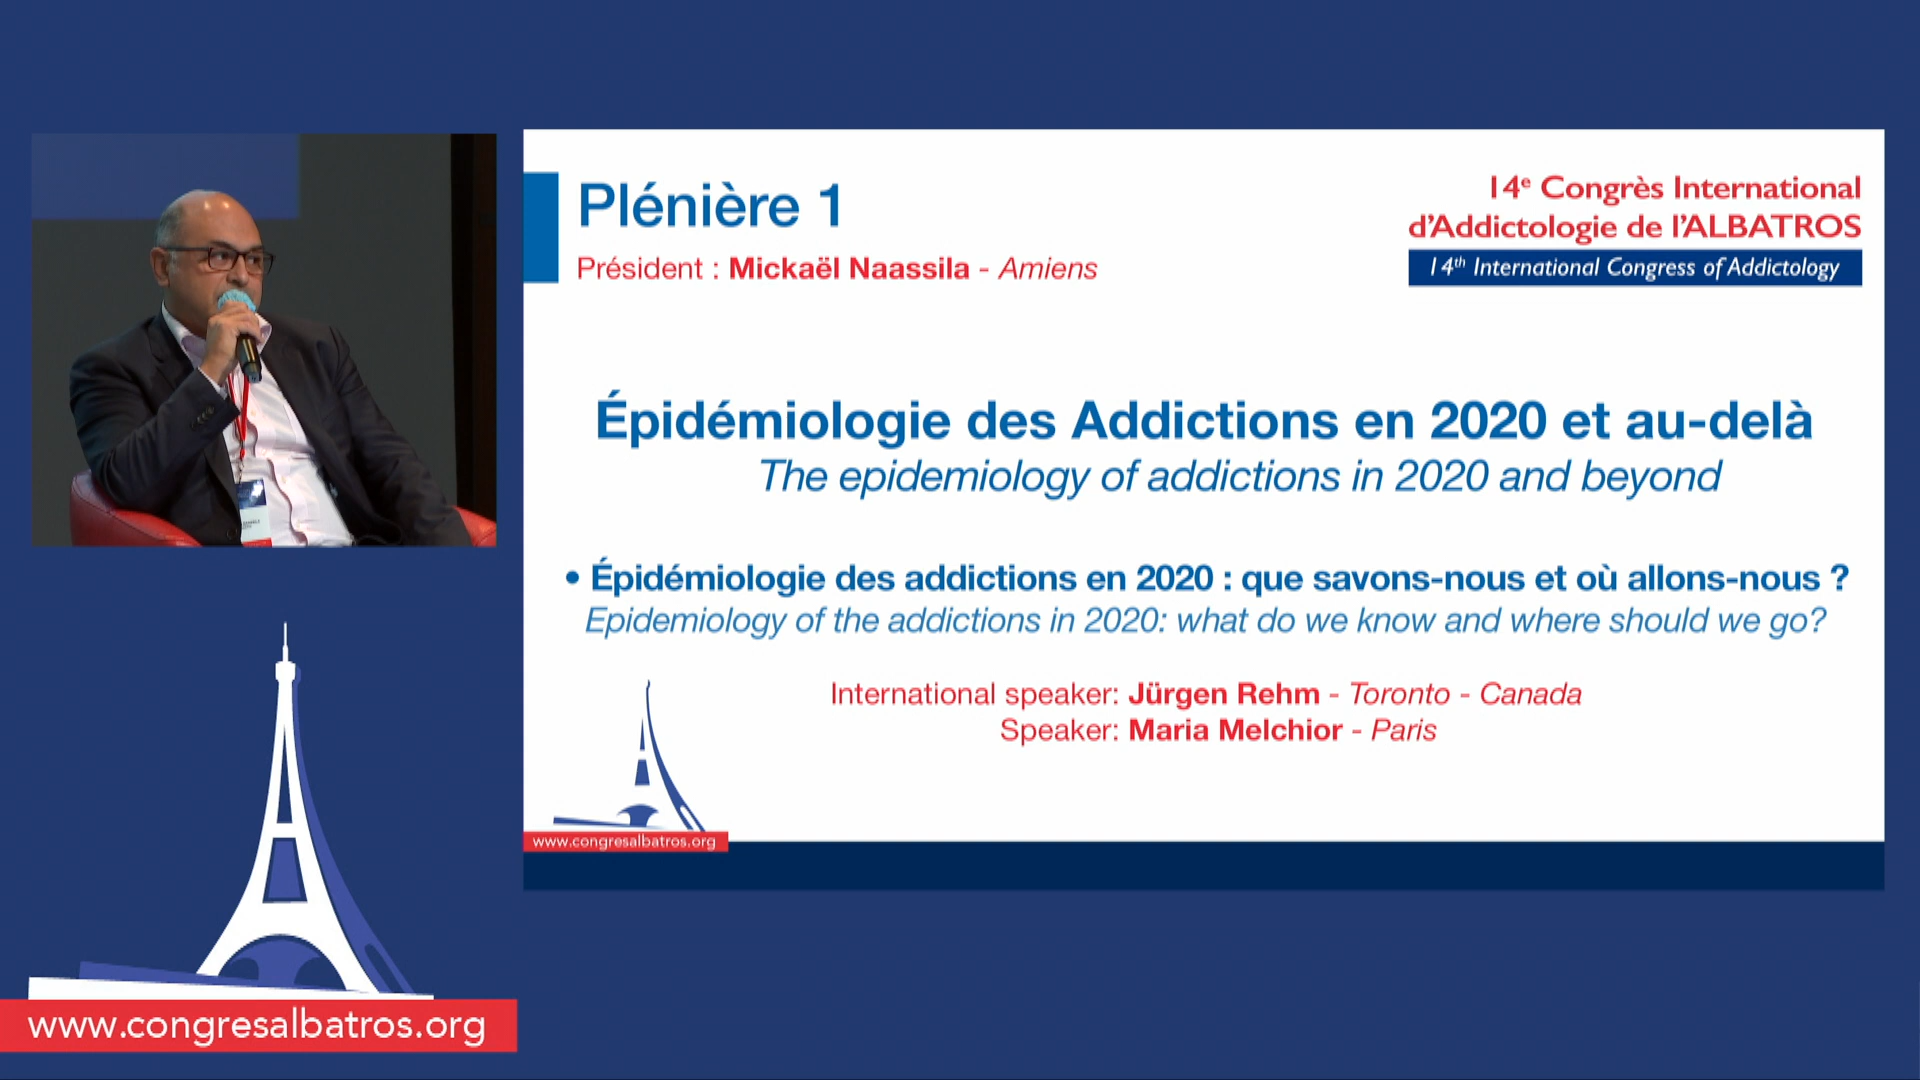 Plénière 1
Président : Mickaël Naassila - Amiens
14e Congrès International
d'Addictologie de l'ALBATROS
14th International Congress of Addictology
Épidémiologie des Addictions en 2020 et au-delà
The epidemiology of addictions in 2020 and beyond
• Épidémiologie des addictions en 2020 : que savons-nous et où allons-nous ?
Epidemiology of the addictions in 2020: what do we know and where should we go?
International speaker: Jürgen Rehm - Toronto - Canada
Speaker: Maria Melchior - Paris
www.congresalbatros.org
www.congresalbatros.org